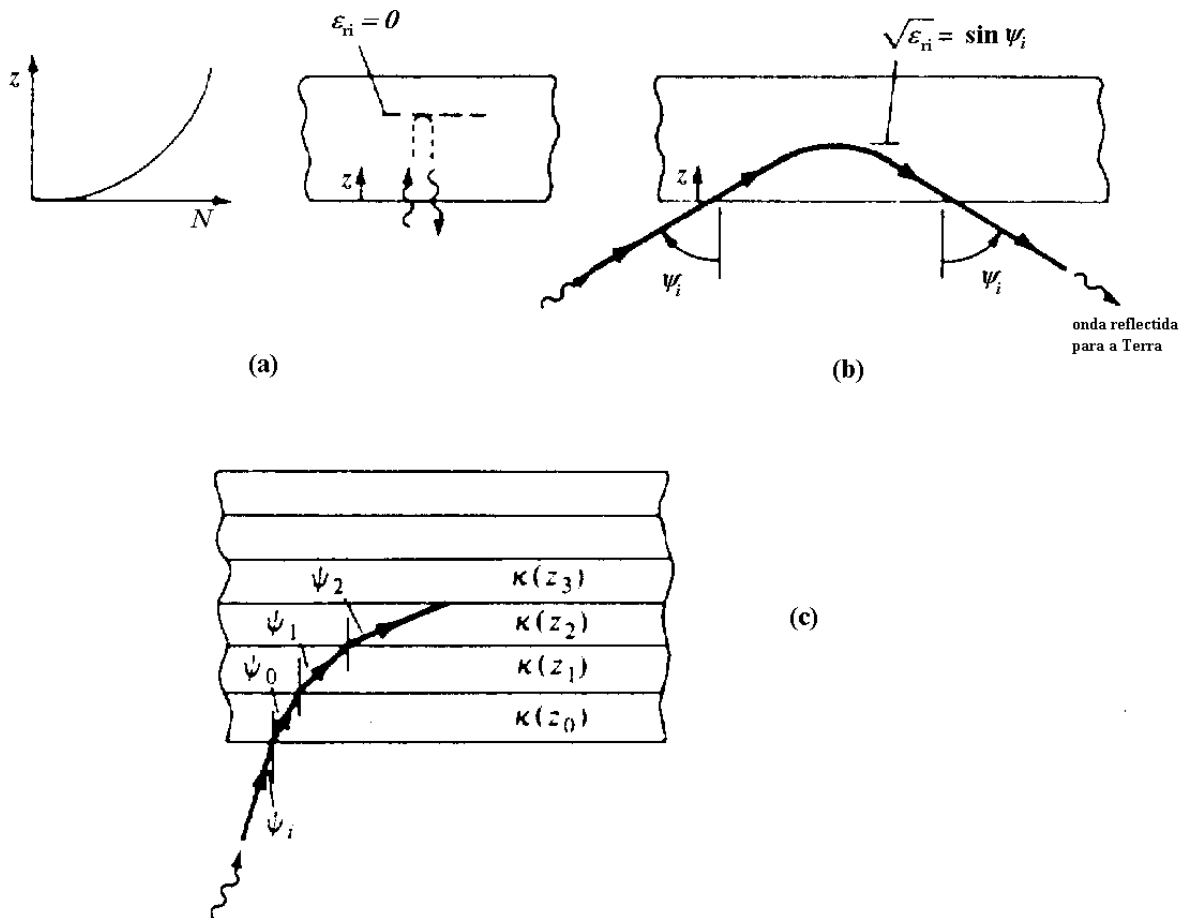 ε_ri = 0
z
N
z
(a)
√ε_ri = sin ψ_i
z
ψ_i
ψ_i
onda reflectida
para a Terra
(b)
ψ_2
κ(z_3)
ψ_1
κ(z_2)
ψ_0
κ(z_1)
κ(z_0)
ψ_i
(c)